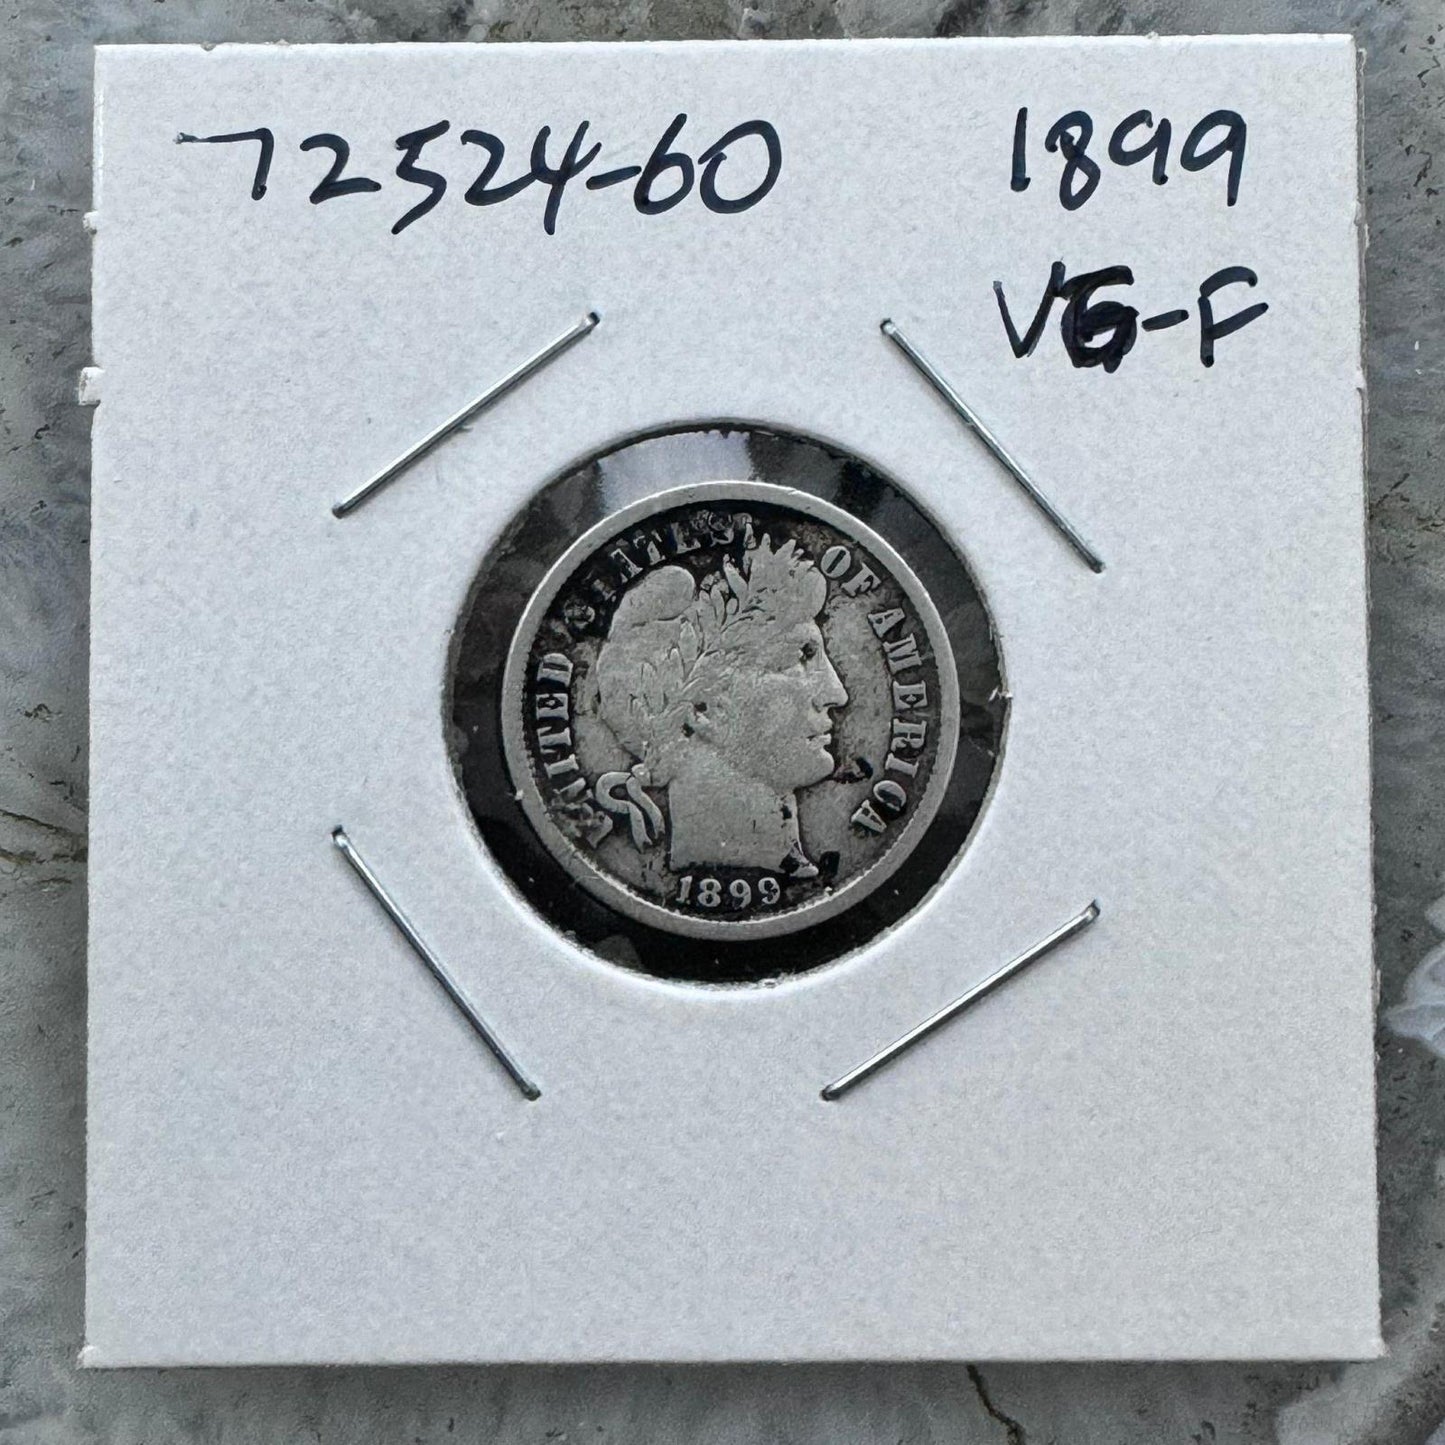 72524-60 1899
VG-F
UNITED STATES OF AMERICA
1899